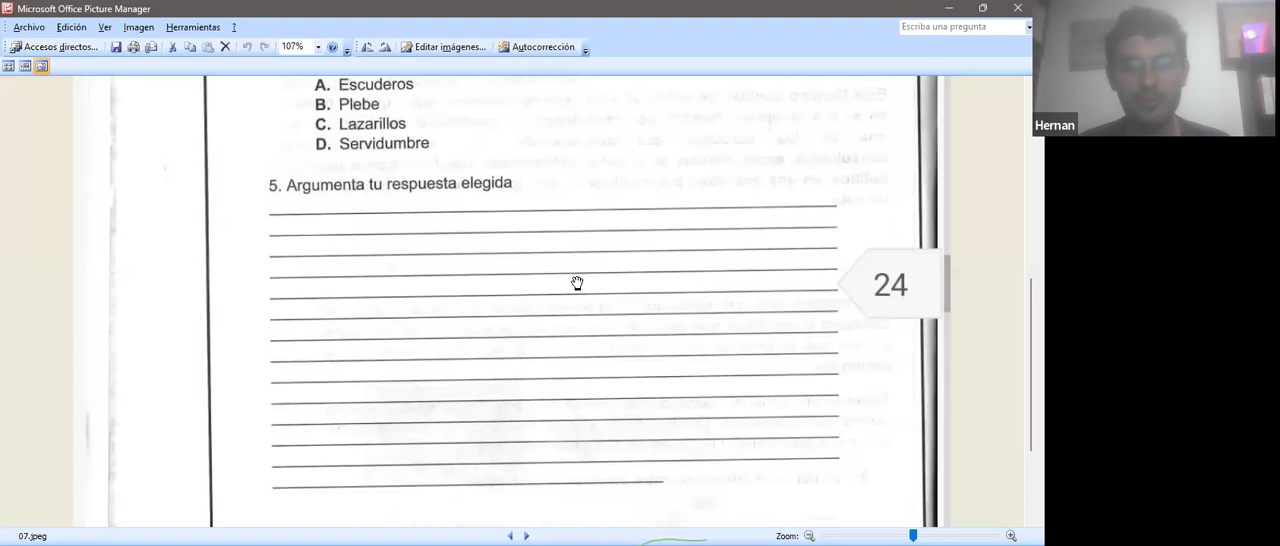 Microsoft Office Picture Manager
Archivo Edición Ver Imagen Herramientas ?
Escriba una pregunta
Accesos directos... 107% Editar imágenes... Autocorrección
A. Escuderos
B. Plebe
C. Lazarillos
D. Servidumbre
5. Argumenta tu respuesta elegida
24
Hernan
07.jpeg
Zoom: